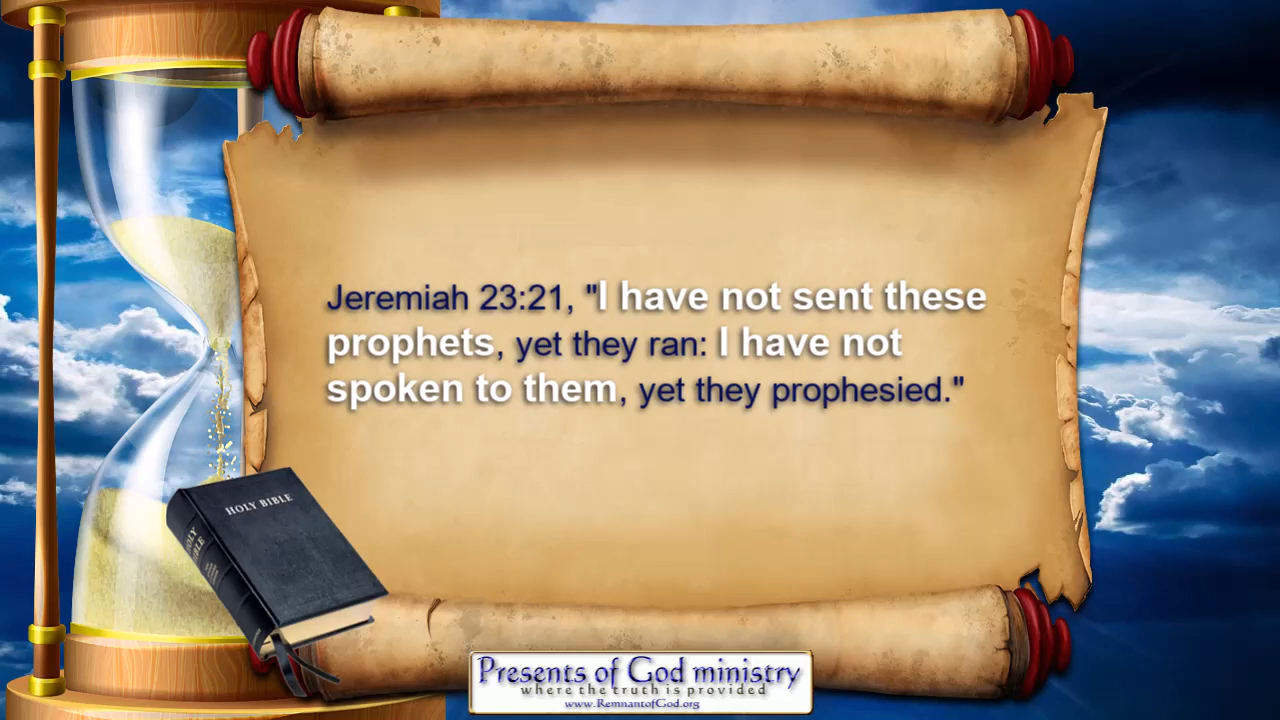 Jeremiah 23:21, "I have not sent these
prophets, yet they ran: I have not
spoken to them, yet they prophesied."
HOLY BIBLE
HOLY BIBLE
Presents of God ministry
where the truth is provided
www.RemnantofGod.org